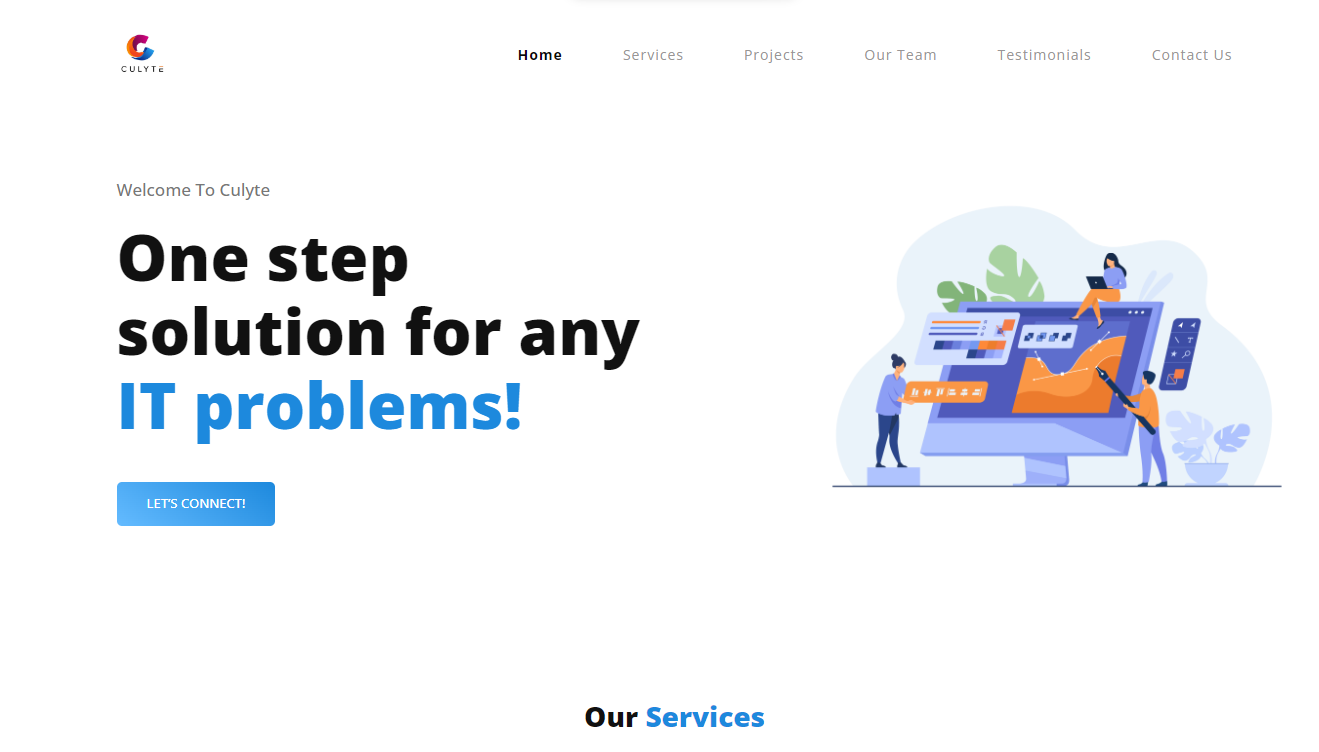 CULYTE
Home Services Projects Our Team Testimonials Contact Us
Welcome To Culyte
One step
solution for any
IT problems!
LET'S CONNECT!
Our Services